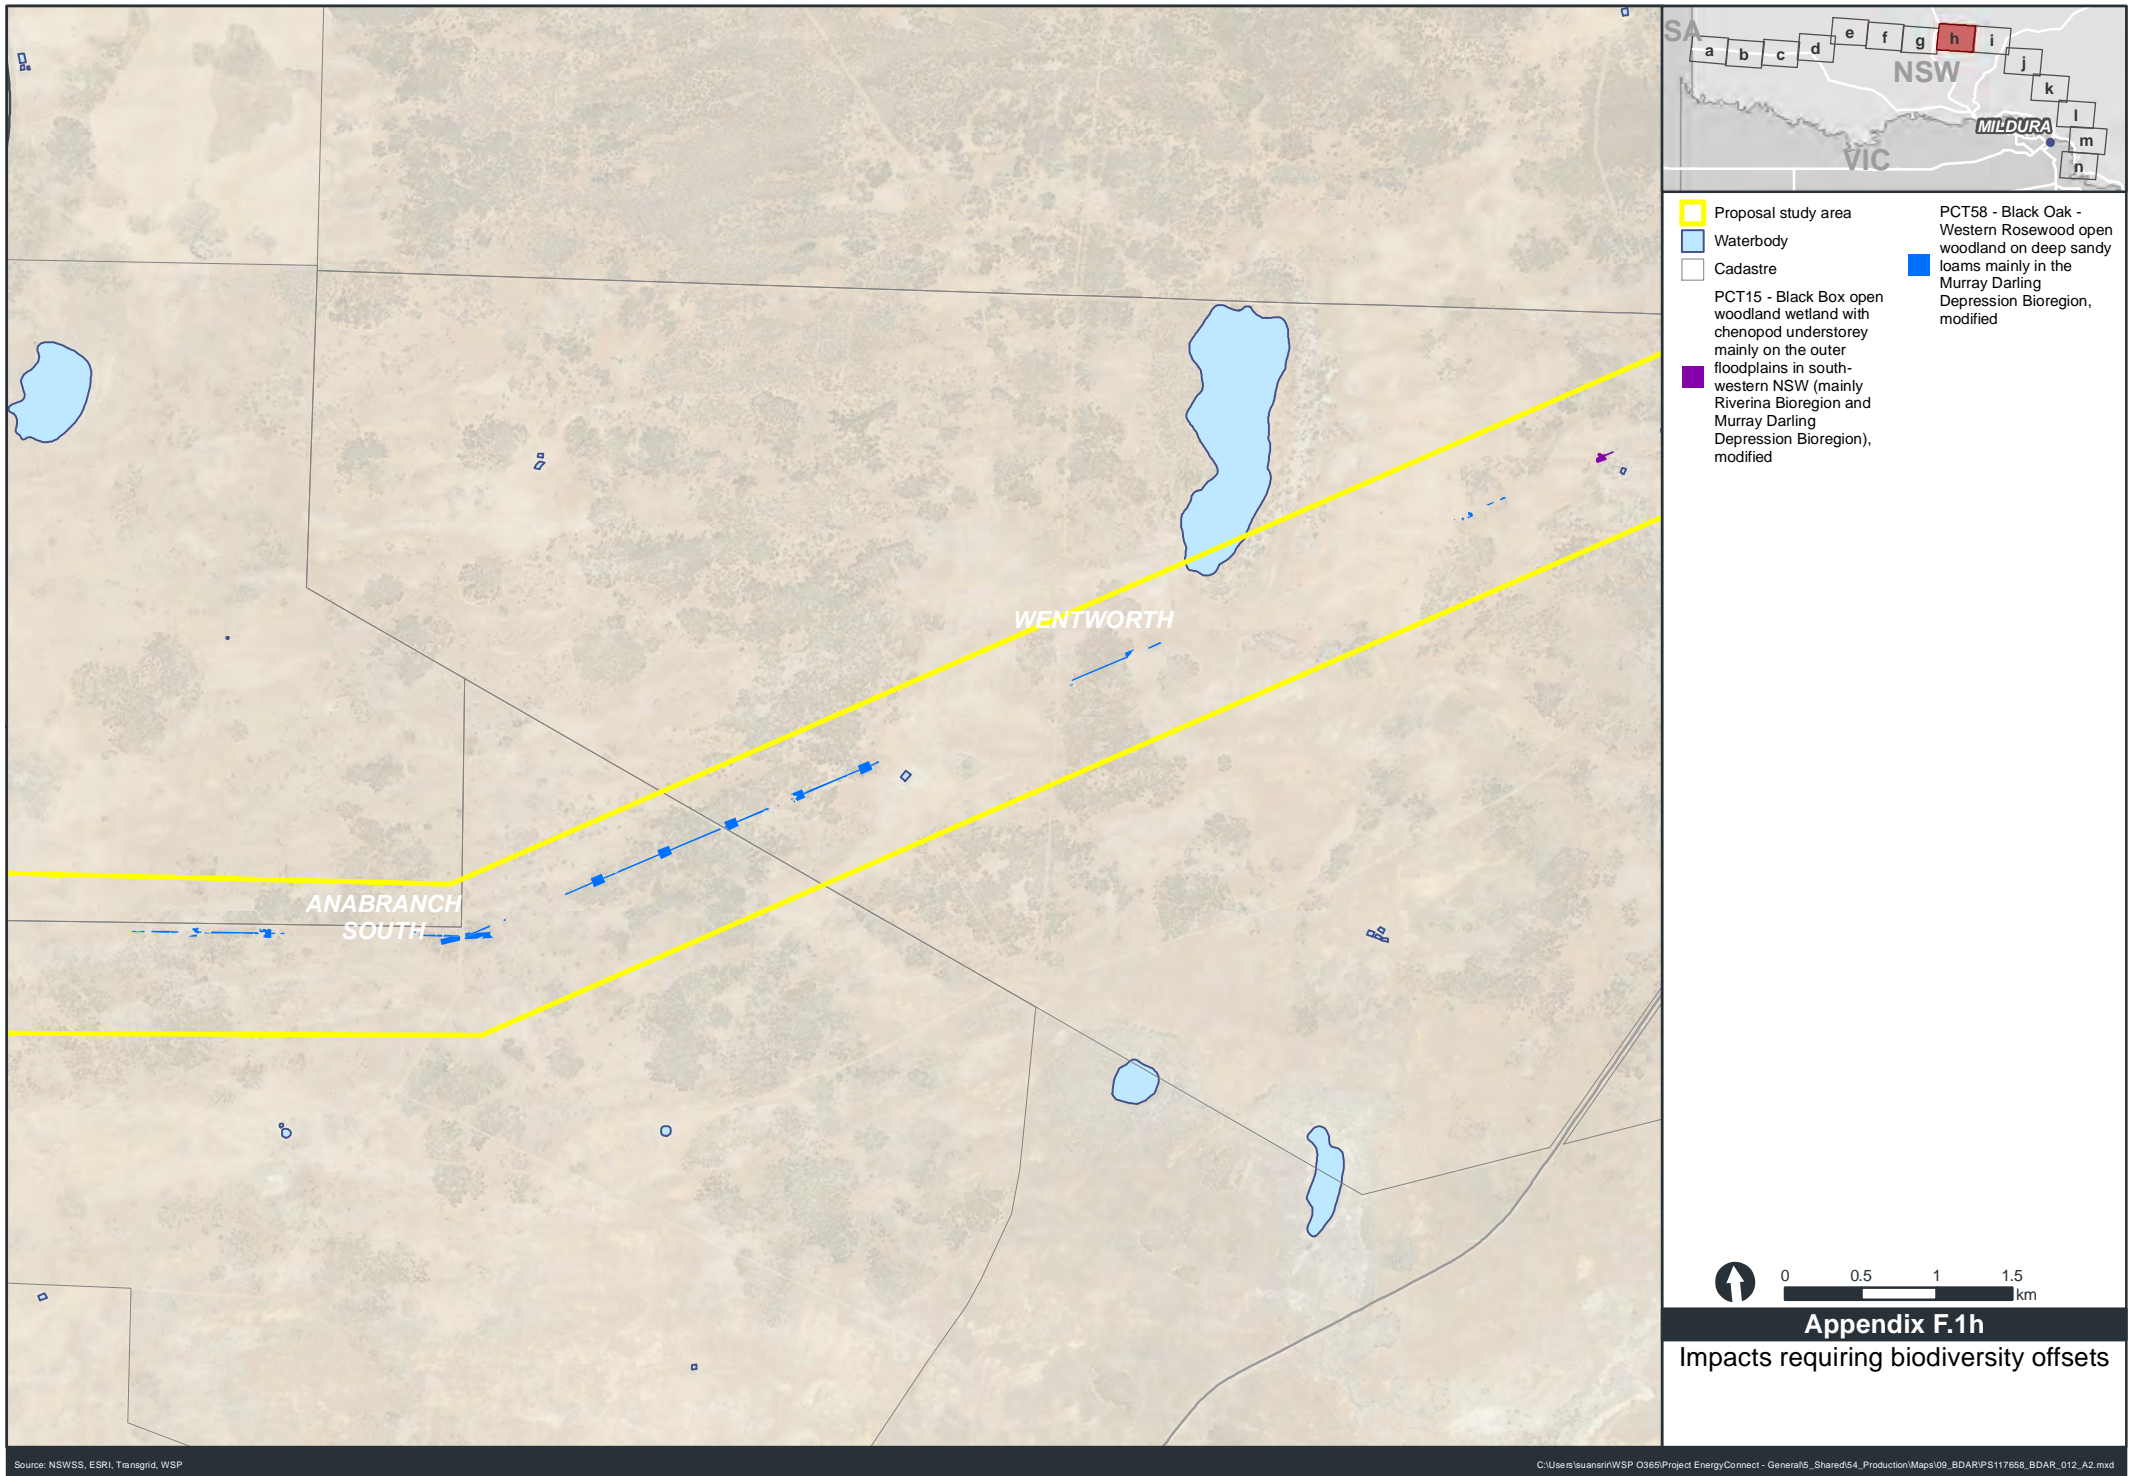 SA
a
b
c
d
e
f
g
h
i
j
k
l
m
n
NSW
MILDURA
VIC
Proposal study area
Waterbody
Cadastre
PCT15 - Black Box open
woodland wetland with
chenopod understorey
mainly on the outer
floodplains in south-
western NSW (mainly
Riverina Bioregion and
Murray Darling
Depression Bioregion),
modified
PCT58 - Black Oak -
Western Rosewood open
woodland on deep sandy
loams mainly in the
Murray Darling
Depression Bioregion,
modified
WENTWORTH
ANABRANCH
SOUTH
0 0.5 1 1.5
km
Appendix F.1h
Impacts requiring biodiversity offsets
Source: NSWSS, ESRI, Transgrid, WSP
C:\Users\suansrir\WSP O365\Project EnergyConnect - General\5_Shared\54_Production\Maps\09_BDAR\PS117658_BDAR_012_A2.mxd